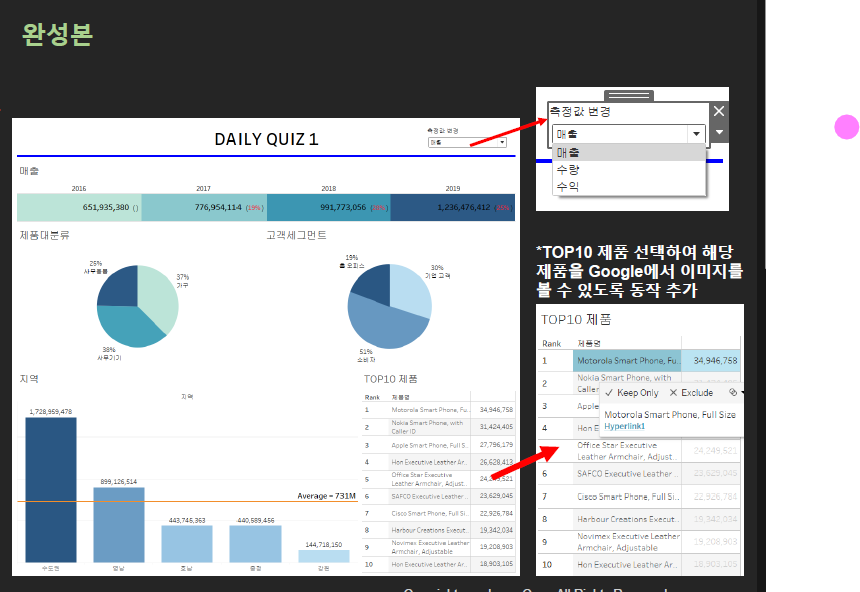 완성본
DAILY QUIZ 1
측정값 변경
매출
매출
2016 2017 2018 2019
651,935,380 () 776,954,114 (19%) 991,773,056 1,236,476,412
제품대분류
고객세그먼트
25%
사무용품
37%
가구
38%
사무기기
19%
홈 오피스
30%
기업 고객
51%
소비자
지역
지역
1,728,959,478
899,126,514
443,746,363
440,589,456
144,718,150
Average = 731M
수도권 영남 호남 충청 강원
TOP10 제품
Rank 제품명
1 Motorola Smart Phone, Fu.. 34,946,758
2 Nokia Smart Phone, with Caller ID 31,424,405
3 Apple Smart Phone, Full S.. 27,796,179
4 Hon Executive Leather Ar.. 26,628,413
5 Office Star Executive Leather Armchair, Adjust..
6 SAFCO Executive Leather .. 23,629,045
7 Cisco Smart Phone, Full Si.. 22,926,784
8 Harbour Creations Execut.. 19,342,034
9 Novimex Executive Leather Armchair, Adjustable 19,208,903
10 Hon Executive Leather Ar.. 18,903,105
측정값 변경
매출
매출
수량
수익
*TOP10 제품 선택하여 해당
제품을 Google에서 이미지를
볼 수 있도록 동작 추가
TOP10 제품
Rank 제품명
1 Motorola Smart Phone, Fu.. 34,946,758
2 Nokia Smart Phone, with
Caller
✓ Keep Only ✕ Exclude
3 Apple
Motorola Smart Phone, Full Size
4 Hon E
Hyperlink1
Office Star Executive
Leather Armchair, Adjust.. 24,249,521
6 SAFCO Executive Leather .. 23,629,045
7 Cisco Smart Phone, Full Si.. 22,926,784
8 Harbour Creations Execut.. 19,342,034
9 Novimex Executive Leather
Armchair, Adjustable 19,208,903
10 Hon Executive Leather Ar.. 18,903,105